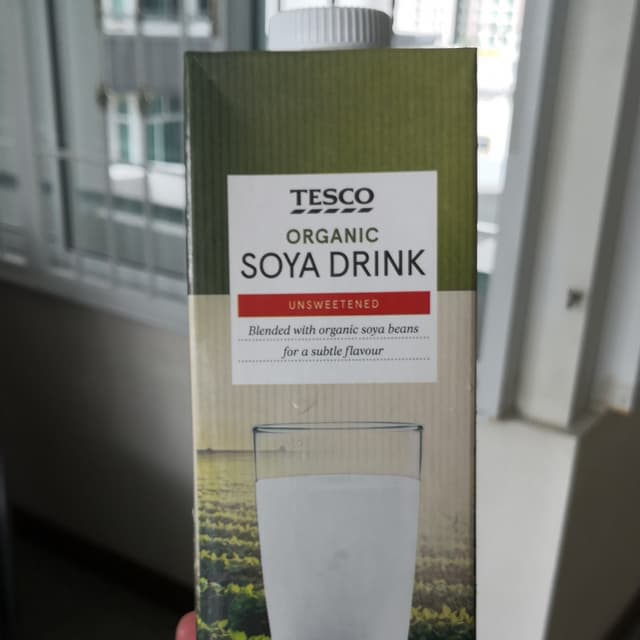 TESCO
ORGANIC
SOYA DRINK
UNSWEETENED
Blended with organic soya beans
for a subtle flavour